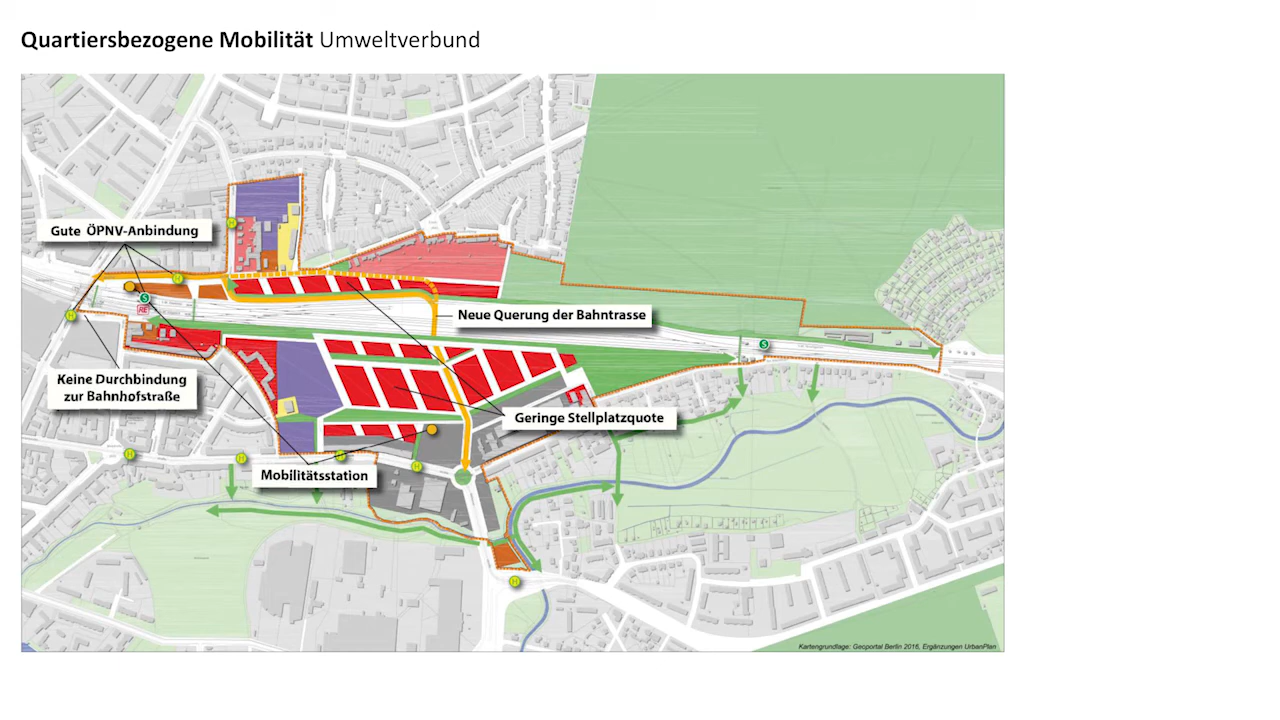 Quartiersbezogene Mobilität Umweltverbund
Gute ÖPNV-Anbindung
H
H
S
RE
H
Neue Querung der Bahntrasse
S
Keine Durchbindung
zur Bahnhofstraße
Geringe Stellplatzquote
H
H
H
H
Mobilitätsstation
H
Kartengrundlage: Geoportal Berlin 2016, Ergänzungen UrbanPlan